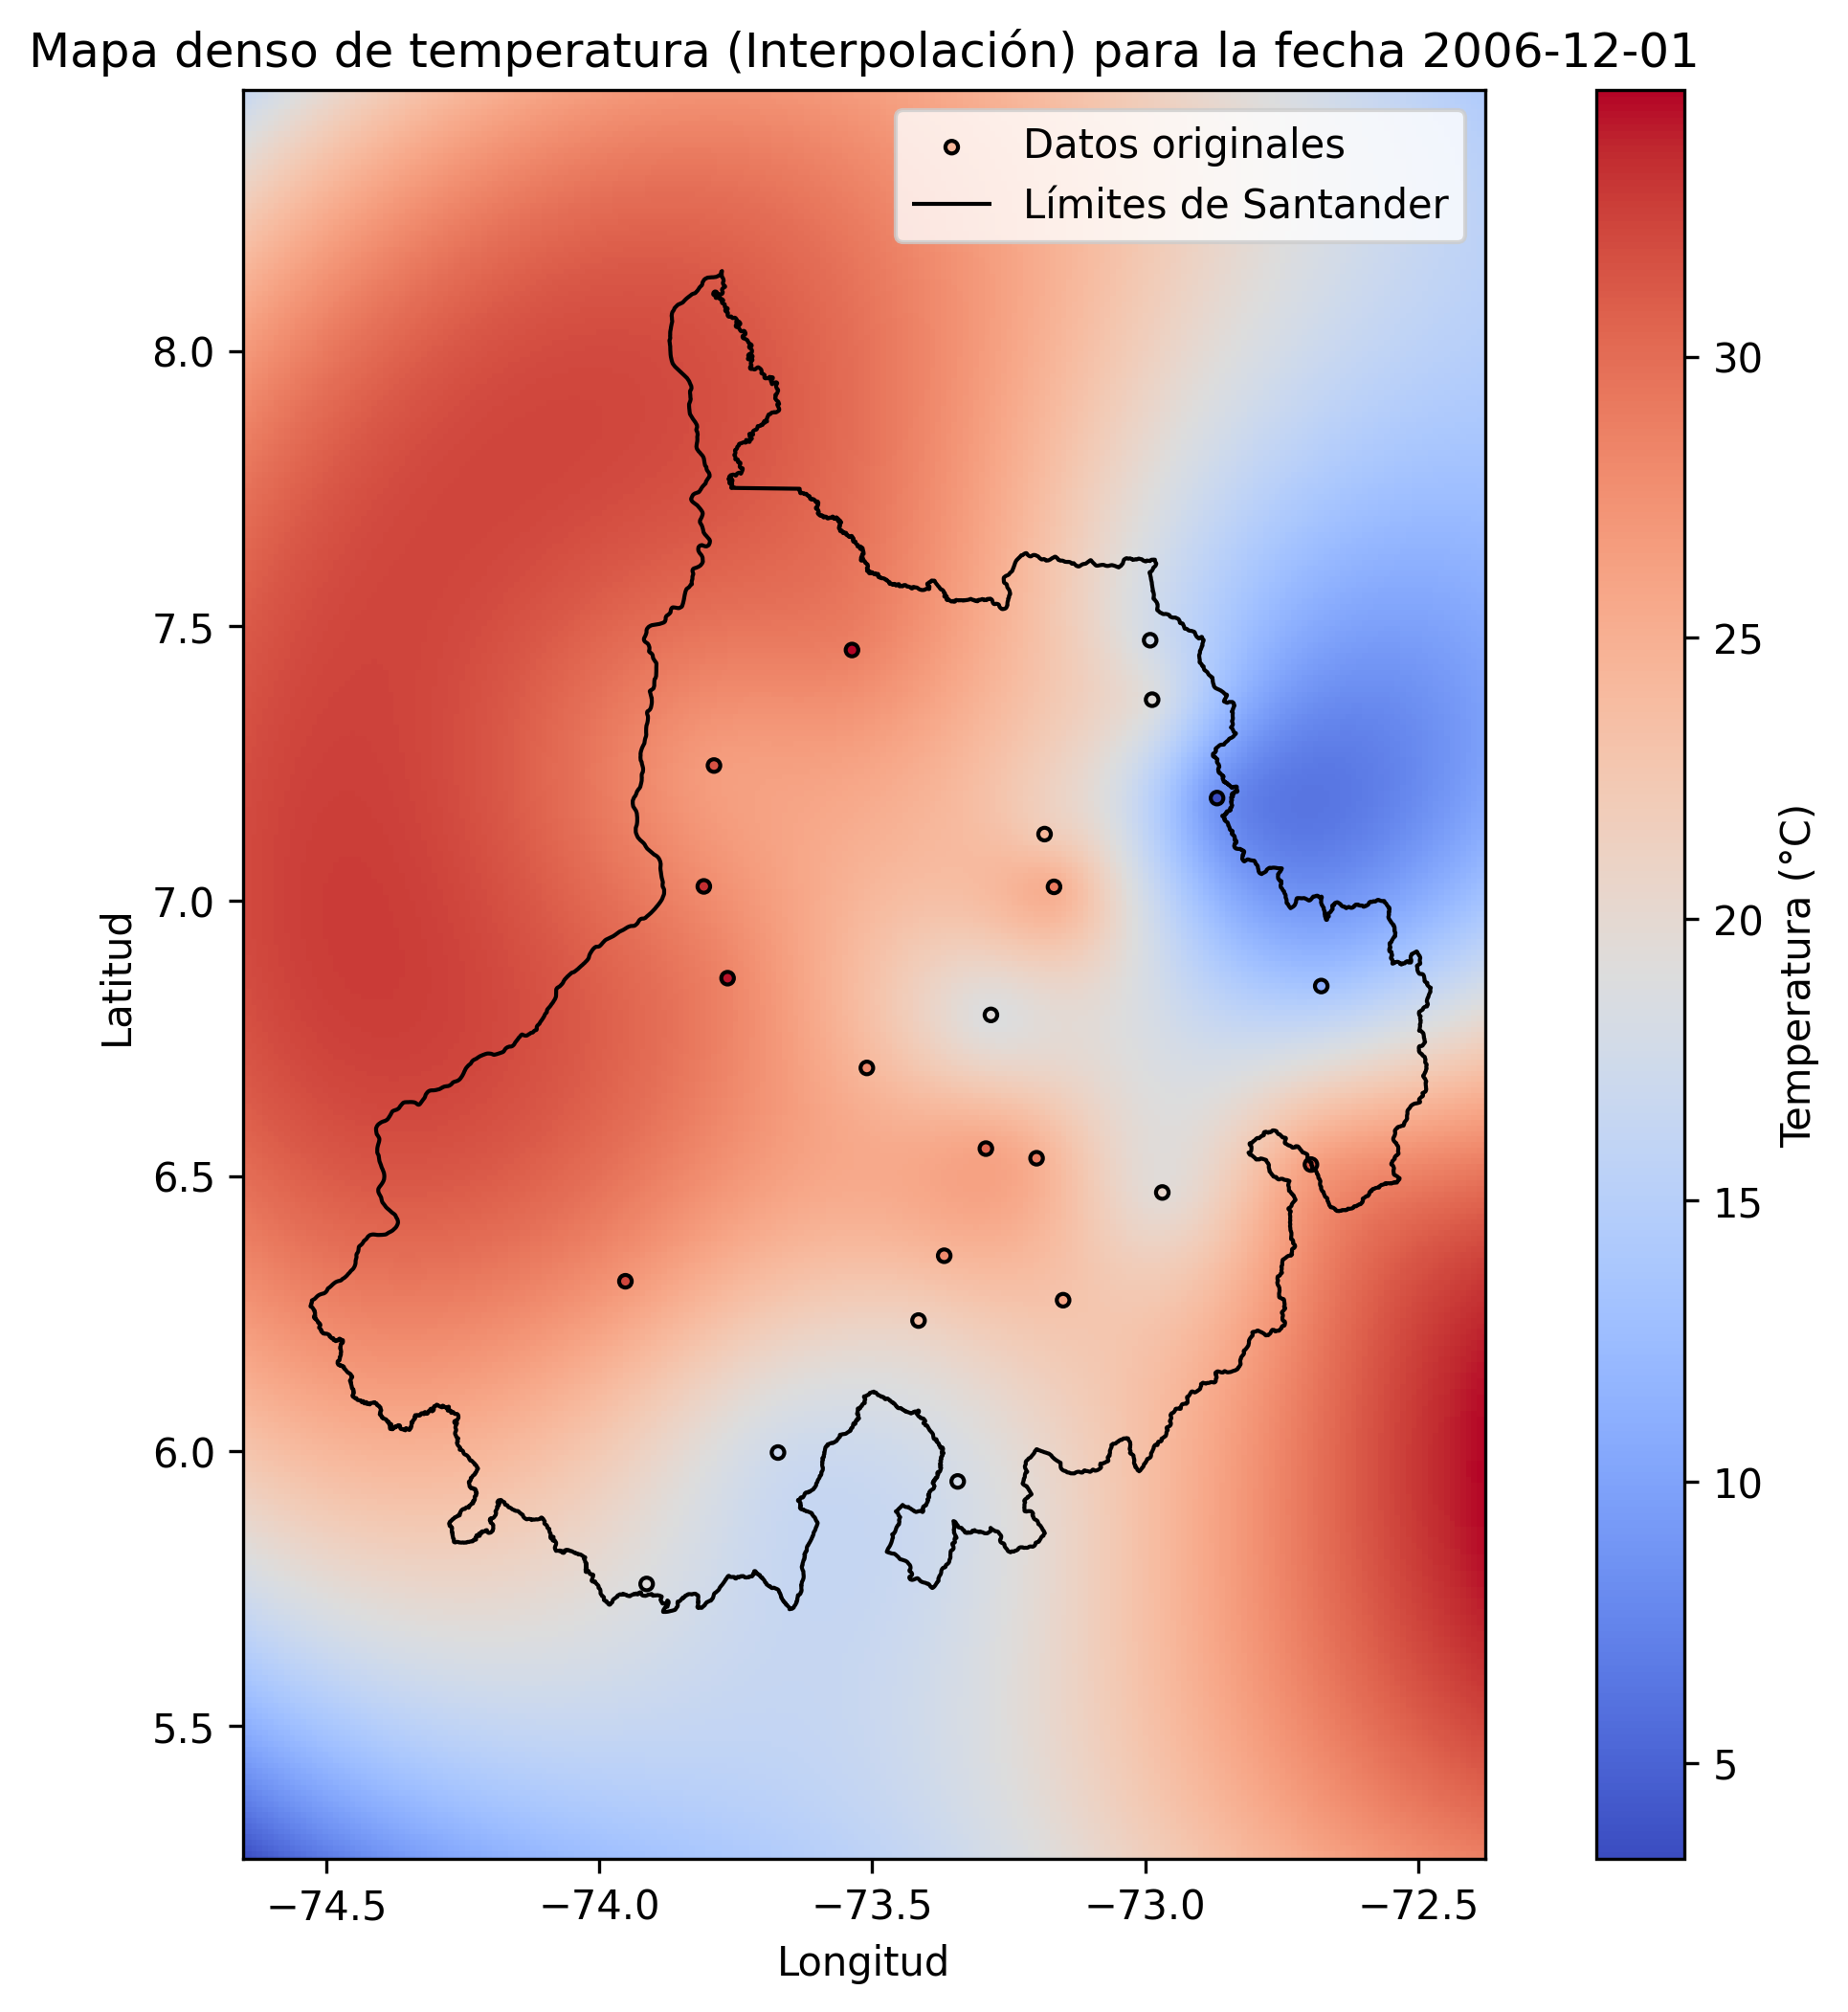 Mapa denso de temperatura (Interpolación) para la fecha 2006-12-01
Datos originales
Límites de Santander
8.0
7.5
7.0
6.5
6.0
5.5
Latitud
−74.5
−74.0
−73.5
−73.0
−72.5
Longitud
30
25
20
15
10
5
Temperatura (°C)